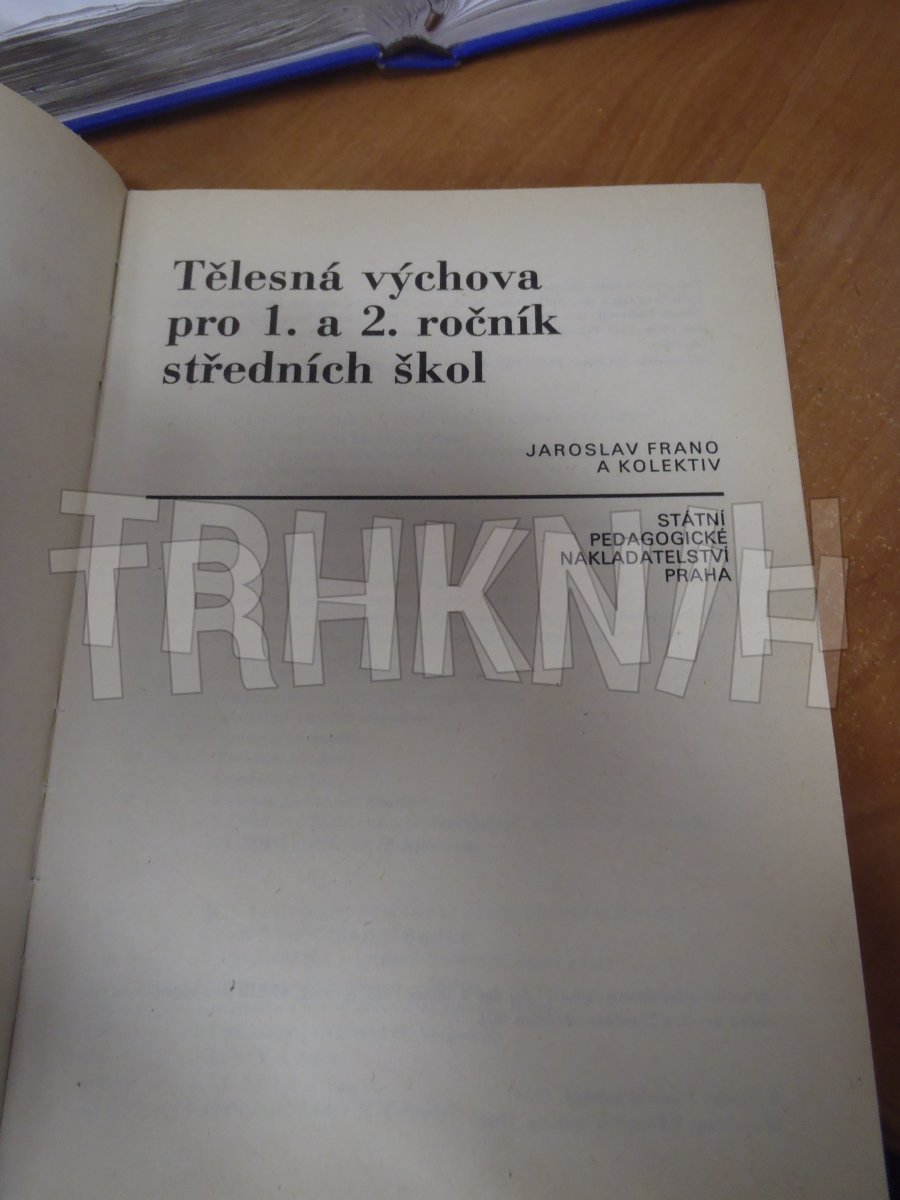 Tělesná výchova
pro 1. a 2. ročník
středních škol
JAROSLAV FRANO
A KOLEKTIV
STÁTNÍ
PEDAGOGICKÉ
NAKLADATELSTVÍ
PRAHA
TRHKNIH